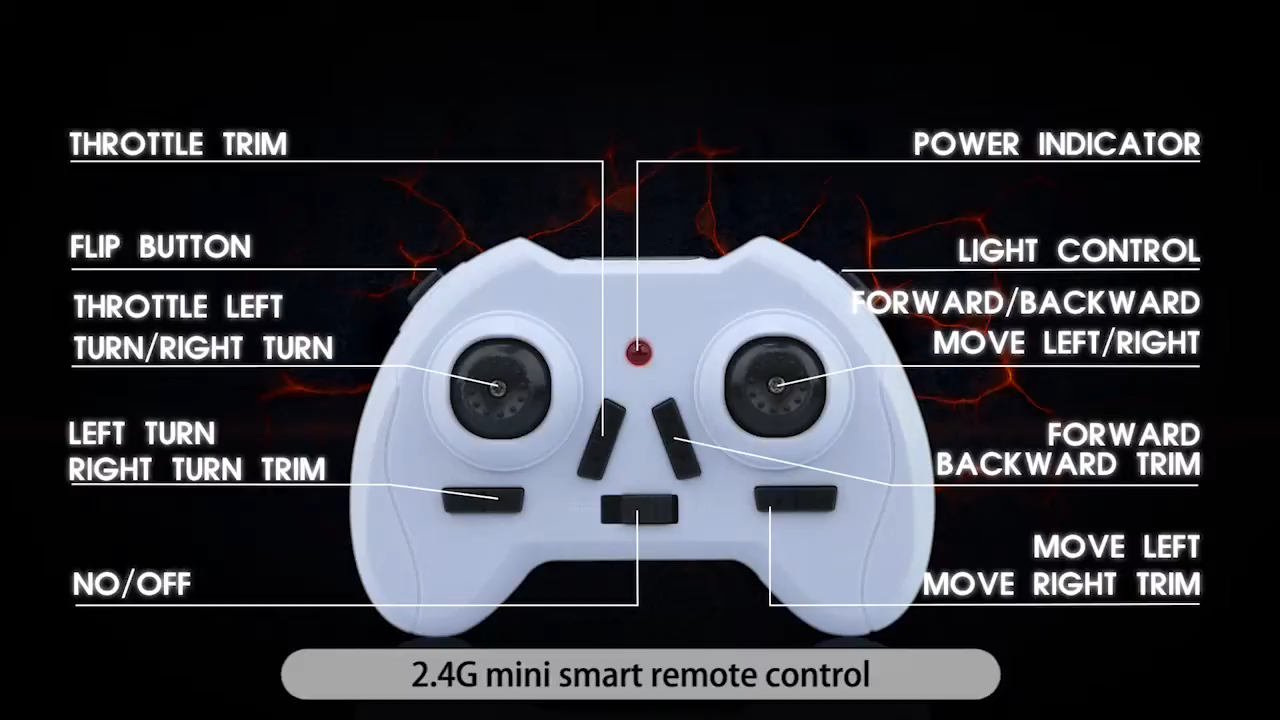 THROTTLE TRIM
POWER INDICATOR
FLIP BUTTON
LIGHT CONTROL
THROTTLE LEFT
TURN/RIGHT TURN
FORWARD/BACKWARD
MOVE LEFT/RIGHT
LEFT TURN
RIGHT TURN TRIM
FORWARD
BACKWARD TRIM
NO/OFF
MOVE LEFT
MOVE RIGHT TRIM
2.4G mini smart remote control